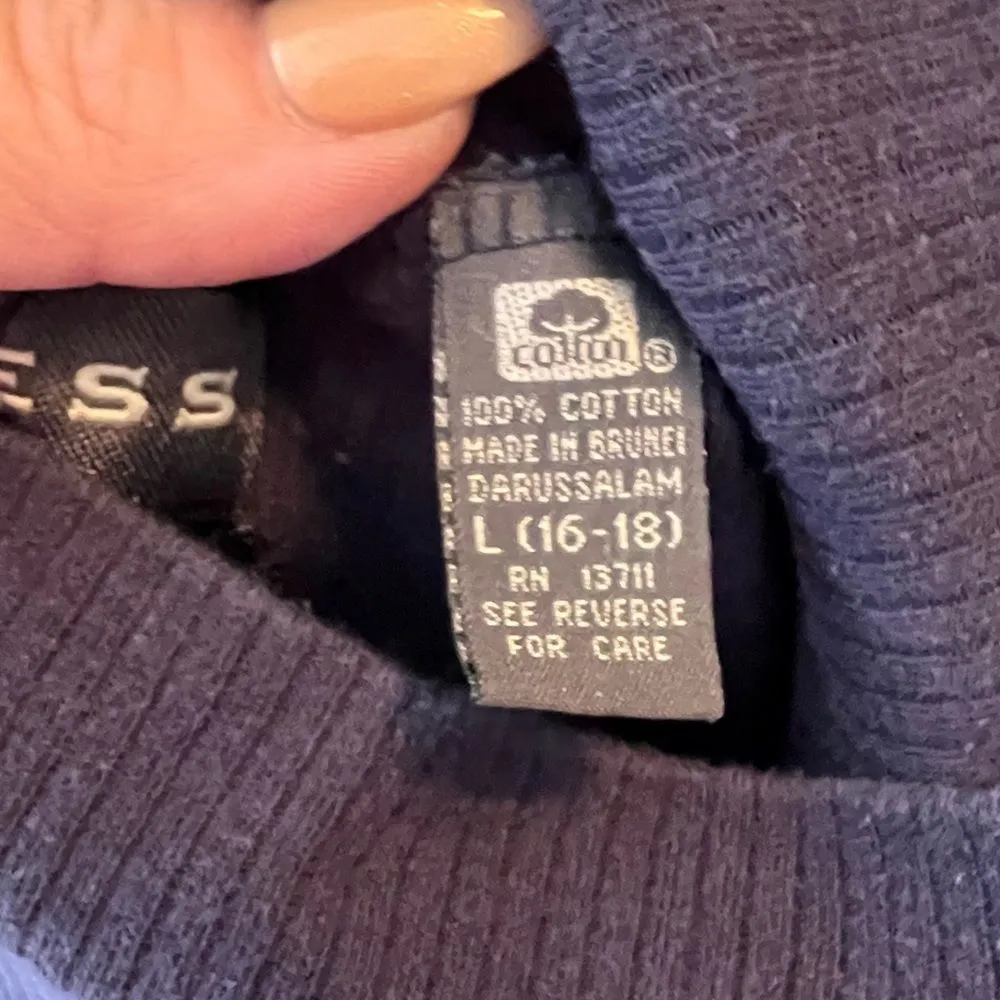 ESS
cotton®
100% COTTON
MADE IN BRUNEI
DARUSSALAM
L (16-18)
RN 13711
SEE REVERSE
FOR CARE